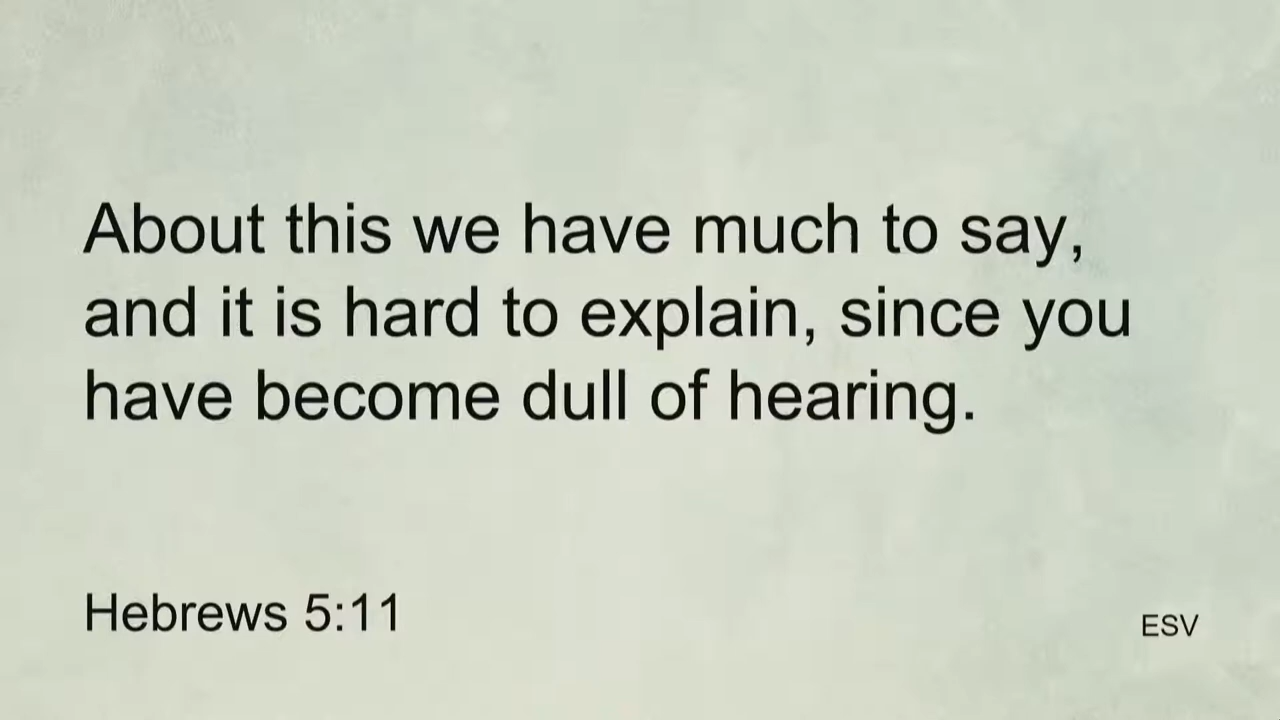 About this we have much to say,
and it is hard to explain, since you
have become dull of hearing.
Hebrews 5:11
ESV